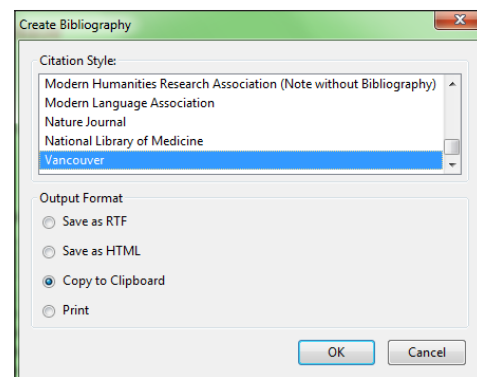 Create Bibliography
Citation Style:
Modern Humanities Research Association (Note without Bibliography)
Modern Language Association
Nature Journal
National Library of Medicine
Vancouver
Output Format
Save as RTF
Save as HTML
Copy to Clipboard
Print
OK Cancel